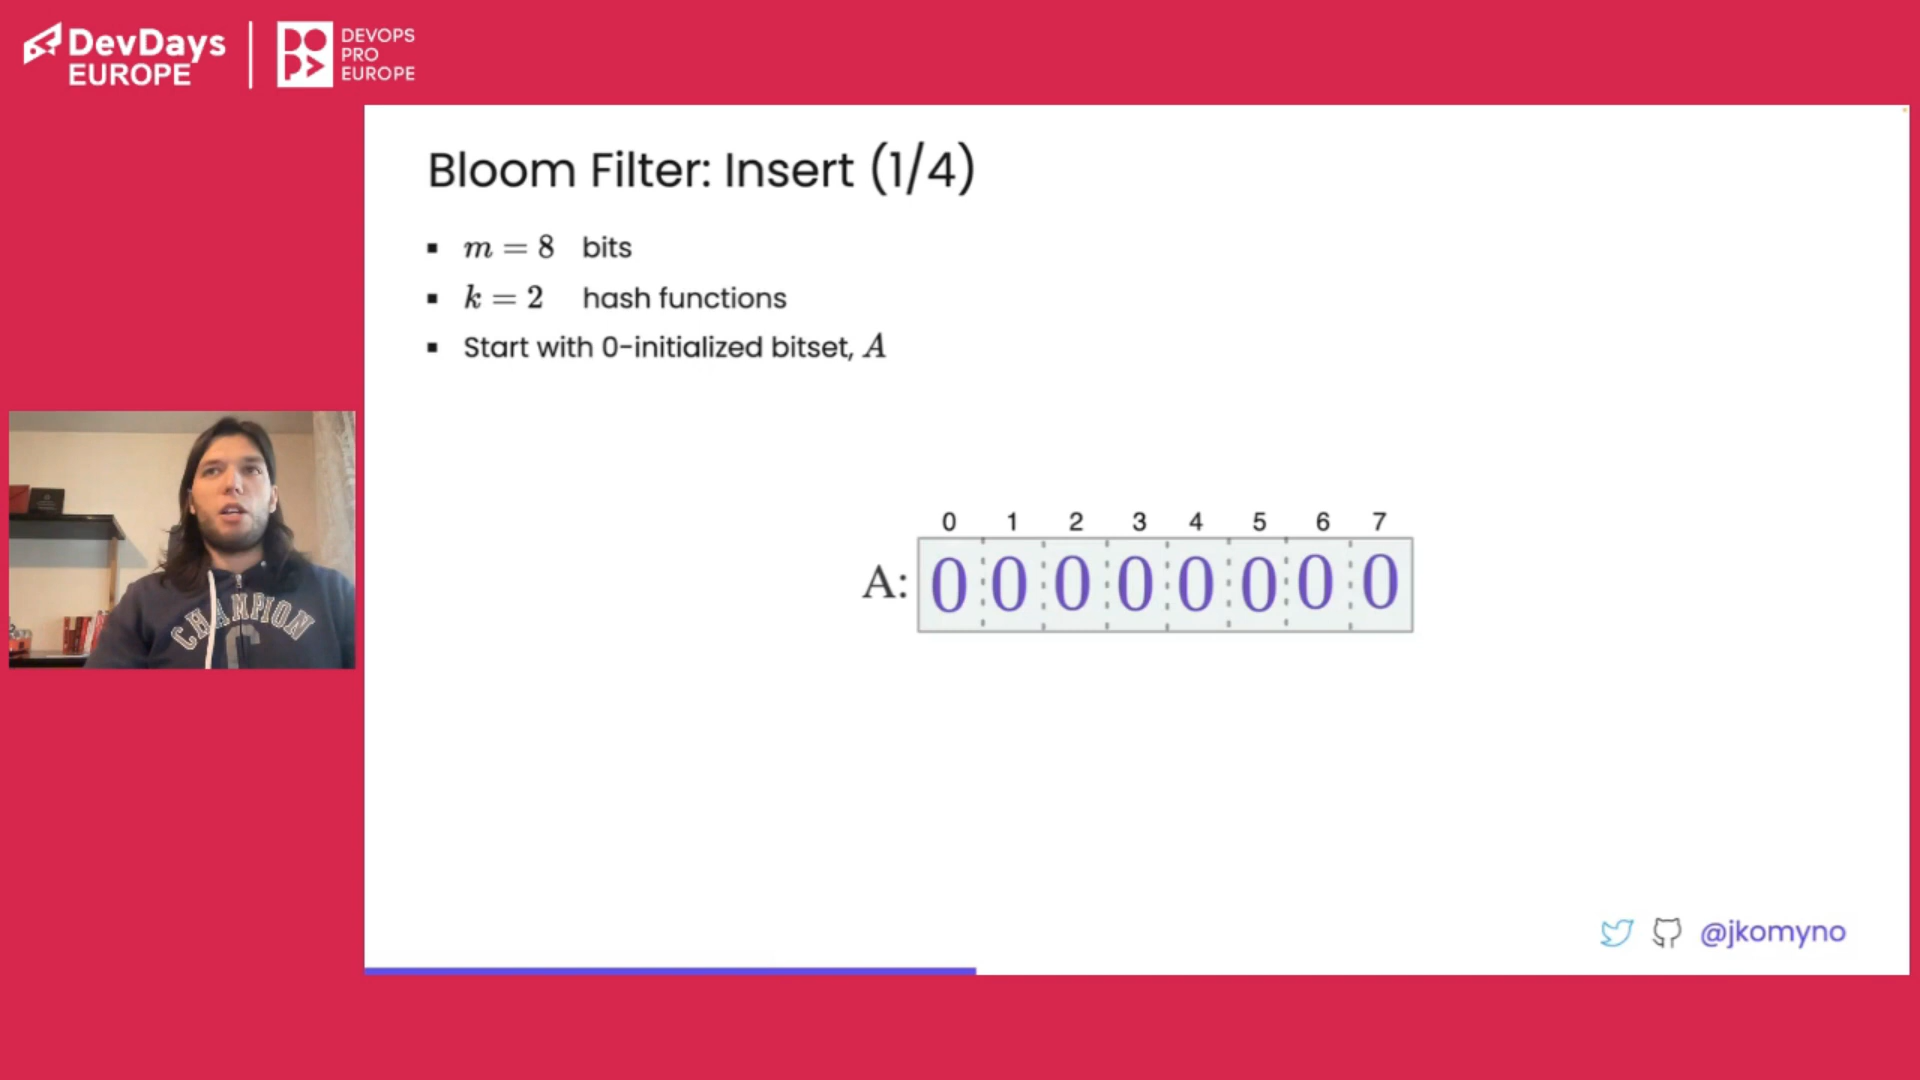 DevDays
EUROPE
DEVOPS
PRO
EUROPE
Bloom Filter: Insert (1/4)
▪ m = 8 bits
▪ k = 2 hash functions
▪ Start with 0-initialized bitset, A
0 1 2 3 4 5 6 7
A: 0 0 0 0 0 0 0 0
CHAMPION
@jkomyno